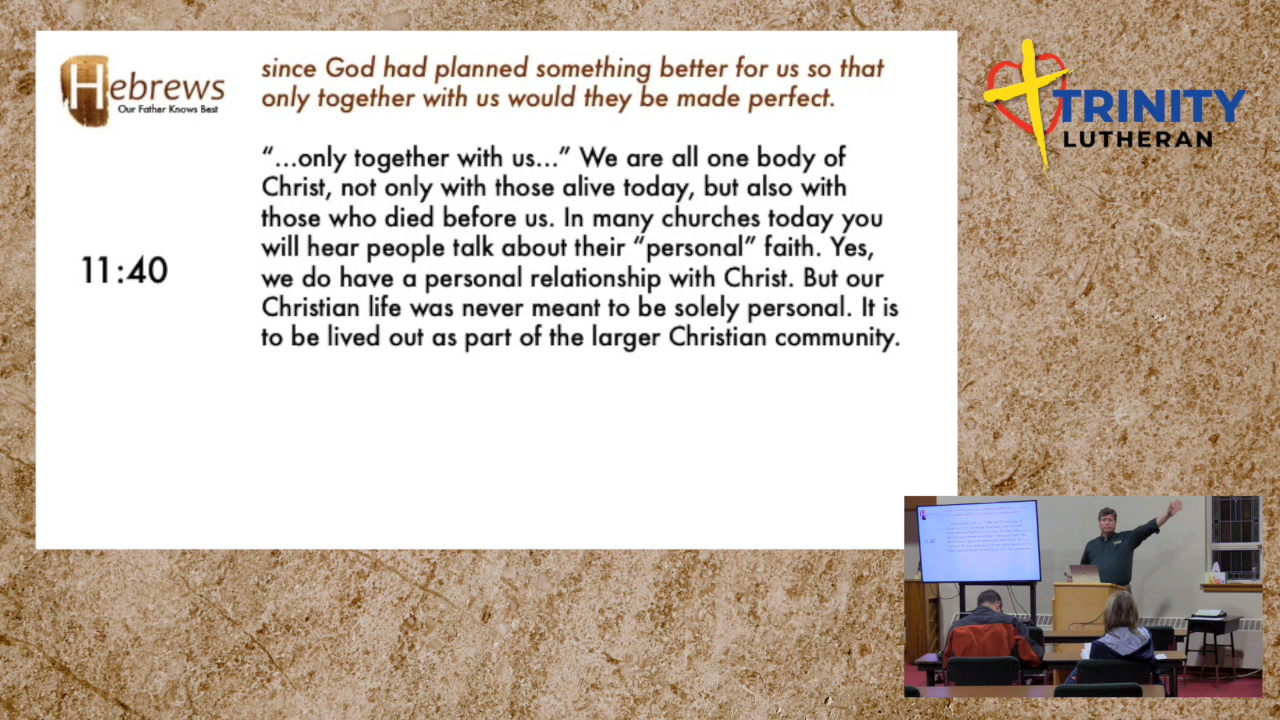 Hebrews
Our Father Knows Best
since God had planned something better for us so that
only together with us would they be made perfect.
11:40
“...only together with us...” We are all one body of
Christ, not only with those alive today, but also with
those who died before us. In many churches today you
will hear people talk about their “personal” faith. Yes,
we do have a personal relationship with Christ. But our
Christian life was never meant to be solely personal. It is
to be lived out as part of the larger Christian community.
TRINITY
LUTHERAN